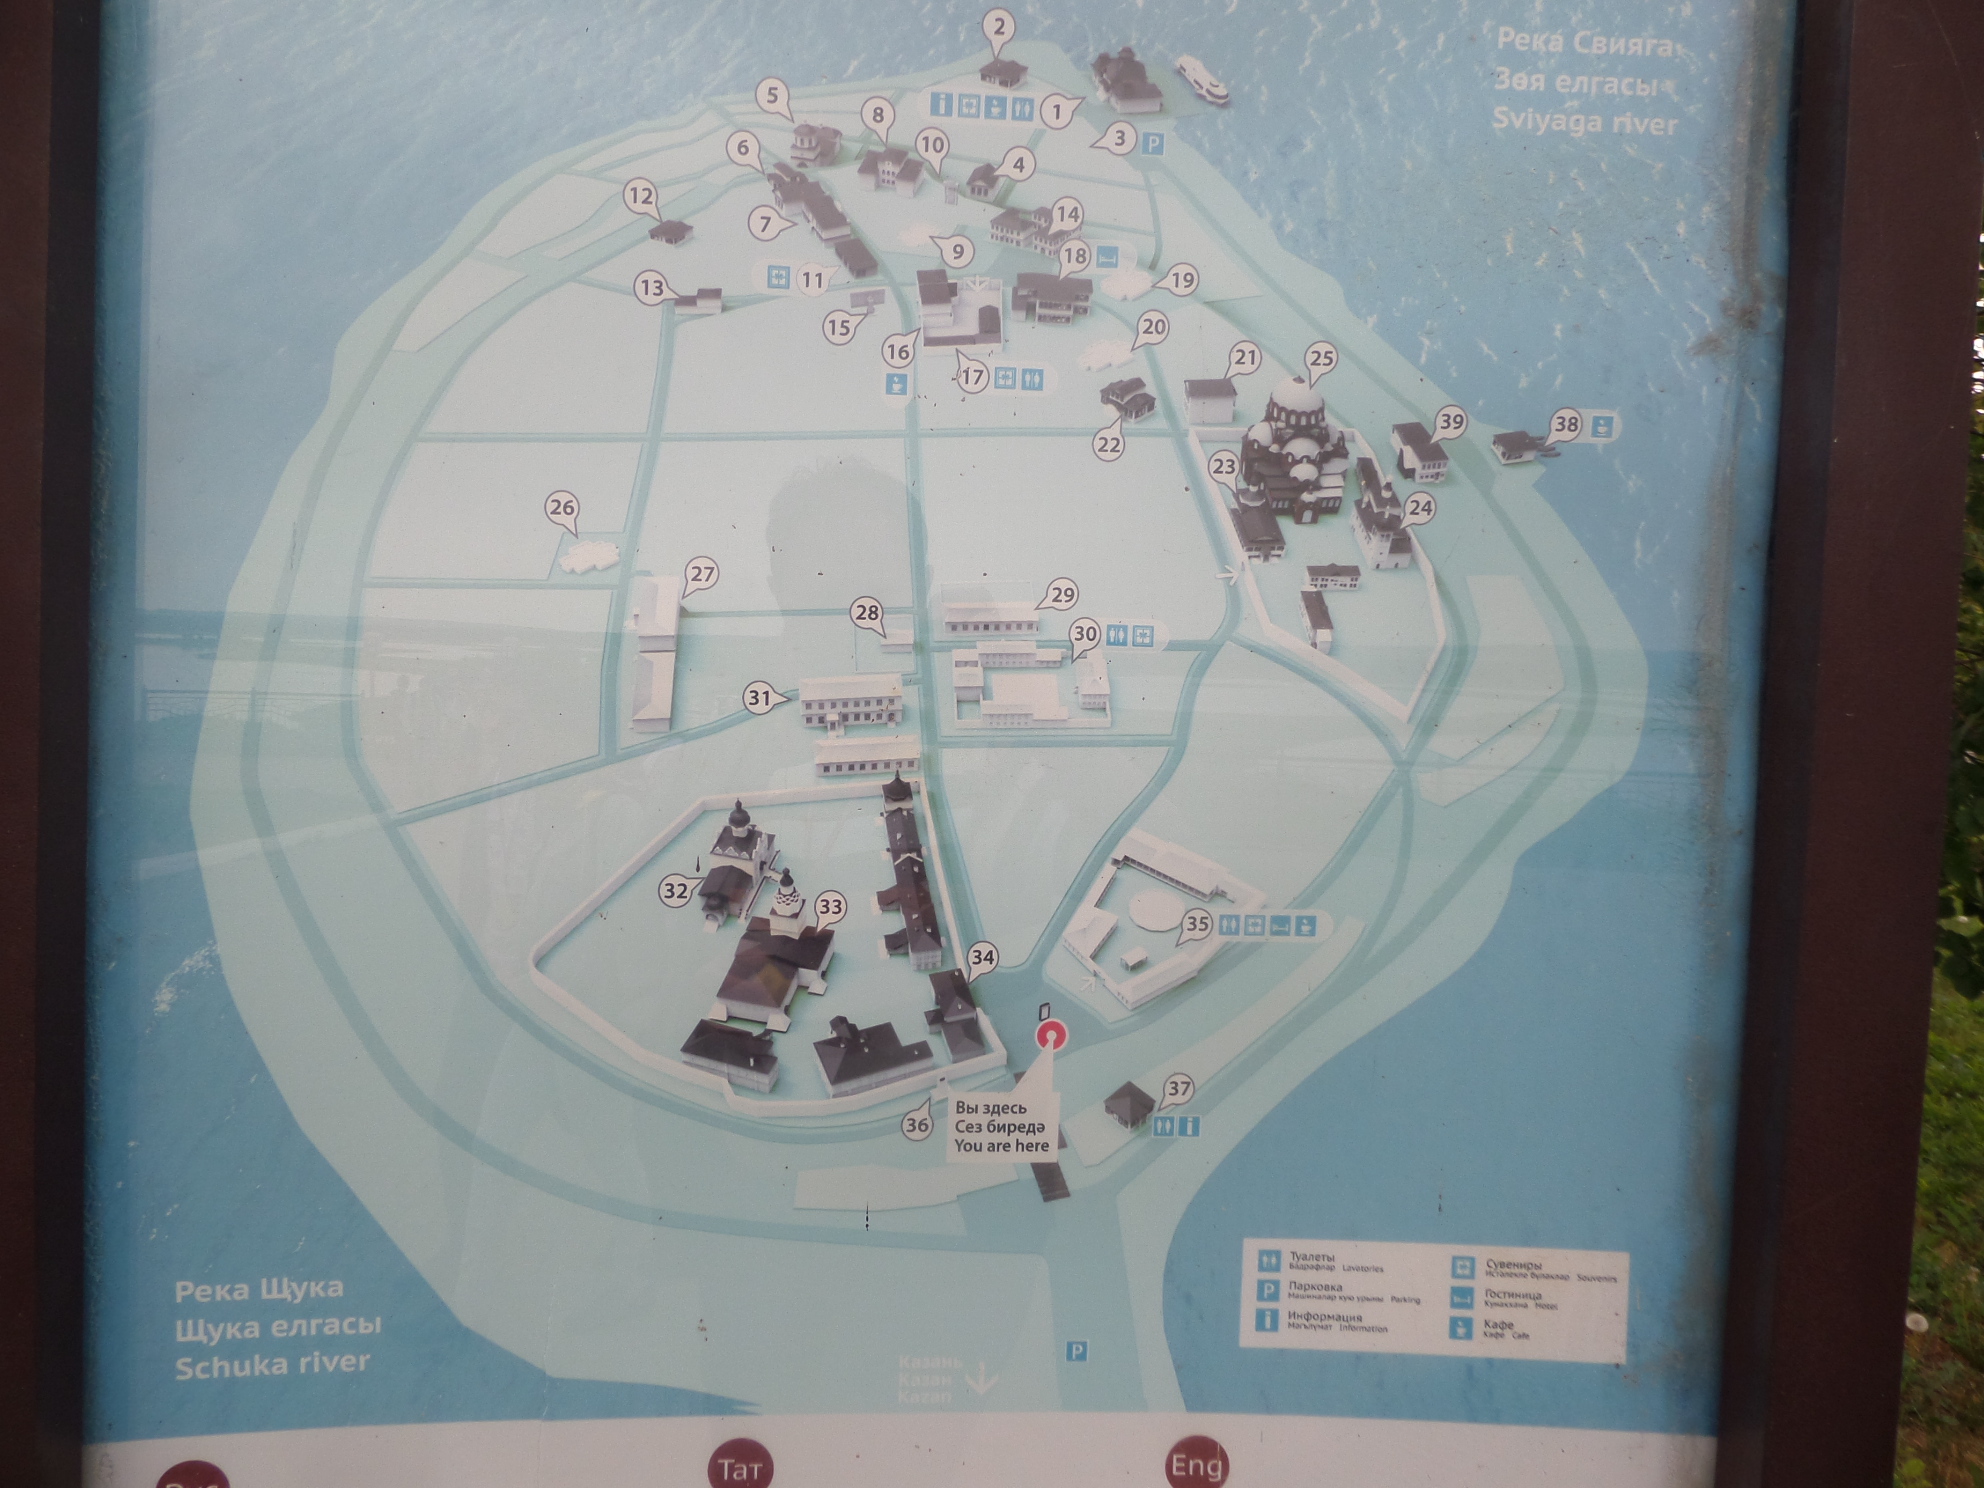 2
Река Свияга
Зөя елгасы
Sviyaga river
5
8
1
3
P
6
10
4
12
7
14
9
18
11
13
19
15
20
16
17
21
25
22
39
38
23
24
26
27
28
29
30
31
32
33
34
35
36
37
Вы здесь
Сез биредә
You are here
Туалеты
Бәдрәфләр Lavatories
P
Парковка
Машиналар кую урыны Parking
Информация
Мәгълүмат Information
Сувениры
Истәлекле бүләкләр Souvenirs
Гостиница
Кунакханә Hotel
Кафе
Кафе Cafe
Река Щука
Щука елгасы
Schuka river
P
Казань
Казан
Kazan
Рус
Тат
Eng